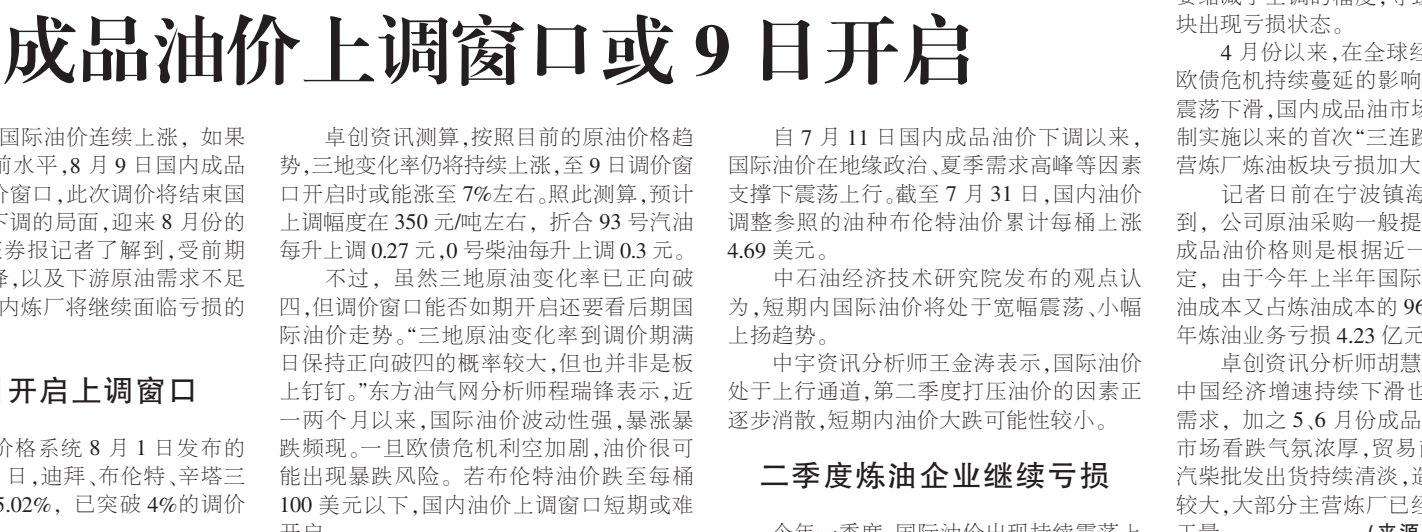 成品油价上调窗口或 9 日开启
国际油价连续上涨，如果
前水平,8 月 9 日国内成品
价窗口,此次调价将结束国
下调的局面,迎来 8 月份的
券报记者了解到,受前期
,以及下游原油需求不足
内炼厂将继续面临亏损的
开启上调窗口
价格系统 8 月 1 日发布的
日,迪拜、布伦特、辛塔三
5.02%，已突破 4%的调价
卓创资讯测算,按照目前的原油价格趋
势,三地变化率仍将持续上涨,至 9 日调价窗
口开启时或能涨至 7%左右。照此测算,预计
上调幅度在 350 元/吨左右，折合 93 号汽油
每升上调 0.27 元,0 号柴油每升上调 0.3 元。
不过，虽然三地原油变化率已正向破
四,但调价窗口能否如期开启还要看后期国
际油价走势。“三地原油变化率到调价期满
日保持正向破四的概率较大,但也并非是板
上钉钉。”东方油气网分析师程瑞锋表示,近
一两个月以来,国际油价波动性强,暴涨暴
跌频现。一旦欧债危机利空加剧,油价很可
能出现暴跌风险。若布伦特油价跌至每桶
100 美元以下,国内油价上调窗口短期或难
开启
自 7 月 11 日国内成品油价下调以来,
国际油价在地缘政治、夏季需求高峰等因素
支撑下震荡上行。截至 7 月 31 日,国内油价
调整参照的油种布伦特油价累计每桶上涨
4.69 美元。
中石油经济技术研究院发布的观点认
为,短期内国际油价将处于宽幅震荡、小幅
上扬趋势。
中宇资讯分析师王金涛表示,国际油价
处于上行通道,第二季度打压油价的因素正
逐步消散,短期内油价大跌可能性较小。
二季度炼油企业继续亏损
今年一季度,国际油价出现持续震荡上
块出现亏损状态。
4 月份以来,在全球经
欧债危机持续蔓延的影响
震荡下滑,国内成品油市场
制实施以来的首次“三连跌
营炼厂炼油板块亏损加大
记者日前在宁波镇海
到，公司原油采购一般提
成品油价格则是根据近一
定，由于今年上半年国际
油成本又占炼油成本的 96
年炼油业务亏损 4.23 亿元
卓创资讯分析师胡慧
中国经济增速持续下滑也
需求，加之 5、6 月份成品
市场看跌气氛浓厚,贸易
汽柴批发出货持续清淡,造
较大,大部分主营炼厂已经